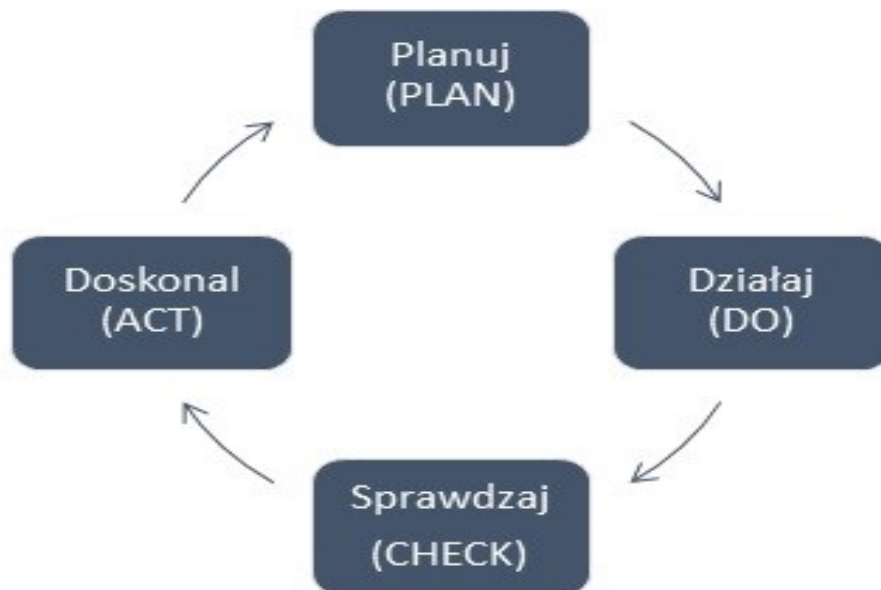 Planuj
(PLAN)
Działaj
(DO)
Sprawdzaj
(CHECK)
Doskonal
(ACT)